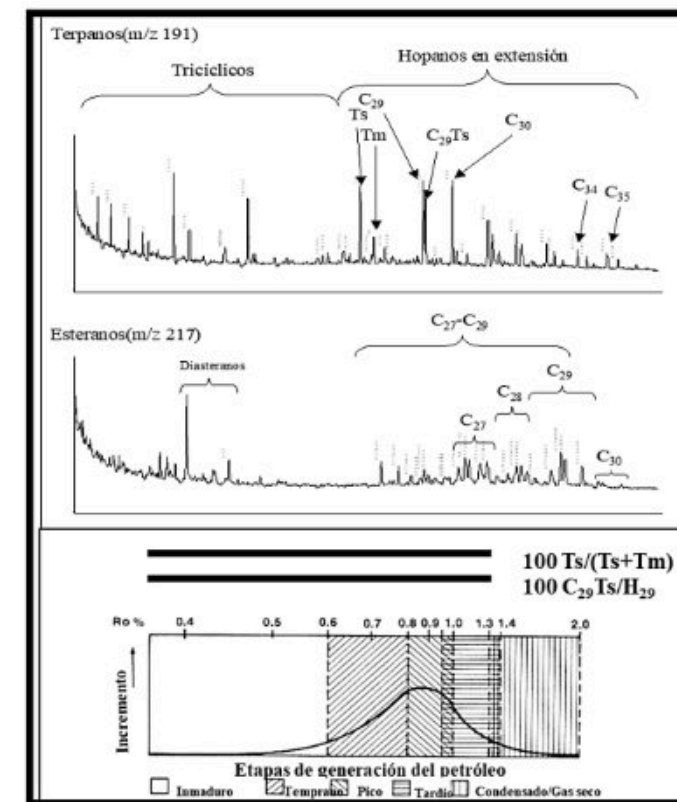 Terpanos(m/z 191)
Tricíclicos
Hopanos en extensión
C₂₉
Ts
Tm
C₂₉Ts
C₃₀
C₃₄
C₃₅
Esteranos(m/z 217)
C₂₇-C₂₉
Diasteranos
C₂₇
C₂₈
C₂₉
C₃₀
100 Ts/(Ts+Tm)
100 C₂₉Ts/H₂₉
Ro % 0.4 0.5 0.6 0.7 0.8 0.9 1.0 1.3 1.4 2.0
Incremento
Etapas de generación del petróleo
Inmaduro Temprano Pico Tardío Condensado/Gas seco